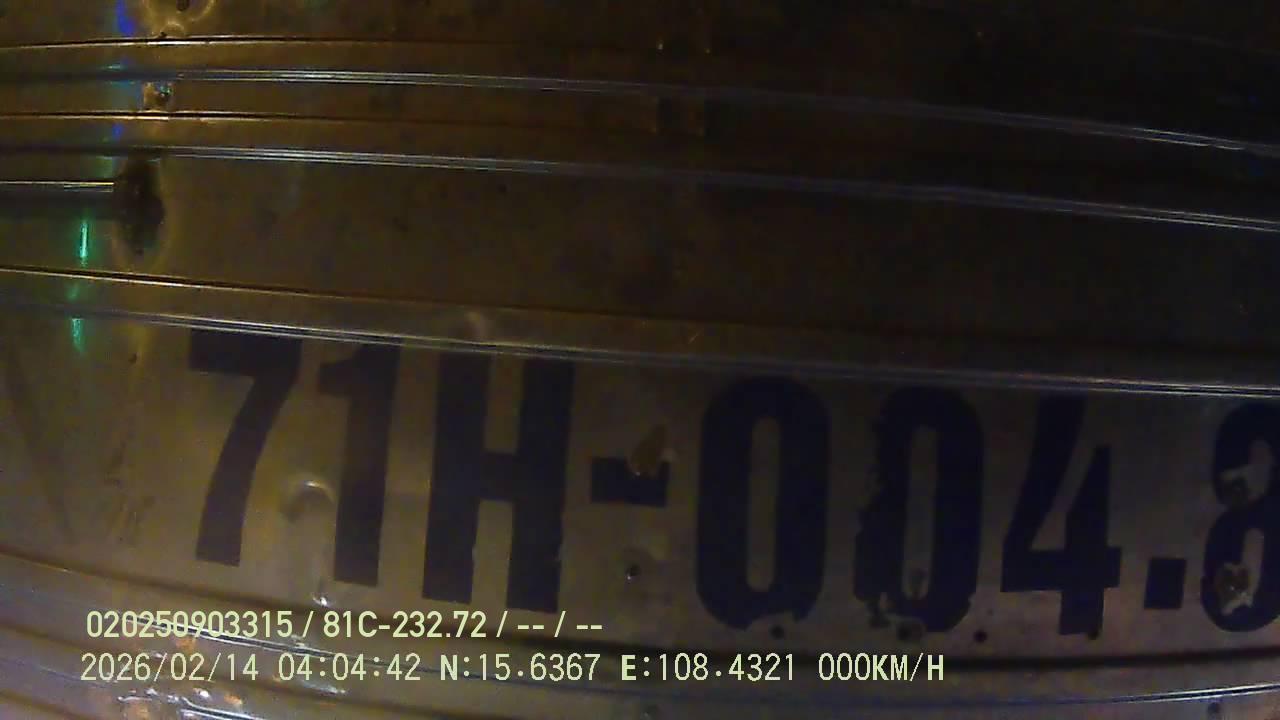 71H-004.8
020250903315 / 81C-232.72 / -- / --
2026/02/14 04:04:42 N:15.6367 E:108.4321 000KM/H